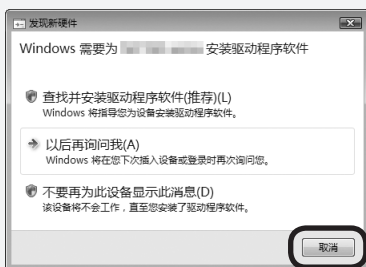 发现新硬件
Windows 需要为 安装驱动程序软件
查找并安装驱动程序软件(推荐)(L)
Windows 将指导您为设备安装驱动程序软件。
以后再询问我(A)
Windows 将在您下次插入设备或登录时再次询问您。
不要再为此设备显示此消息(D)
该设备将不会工作，直至您安装了驱动程序软件。
取消